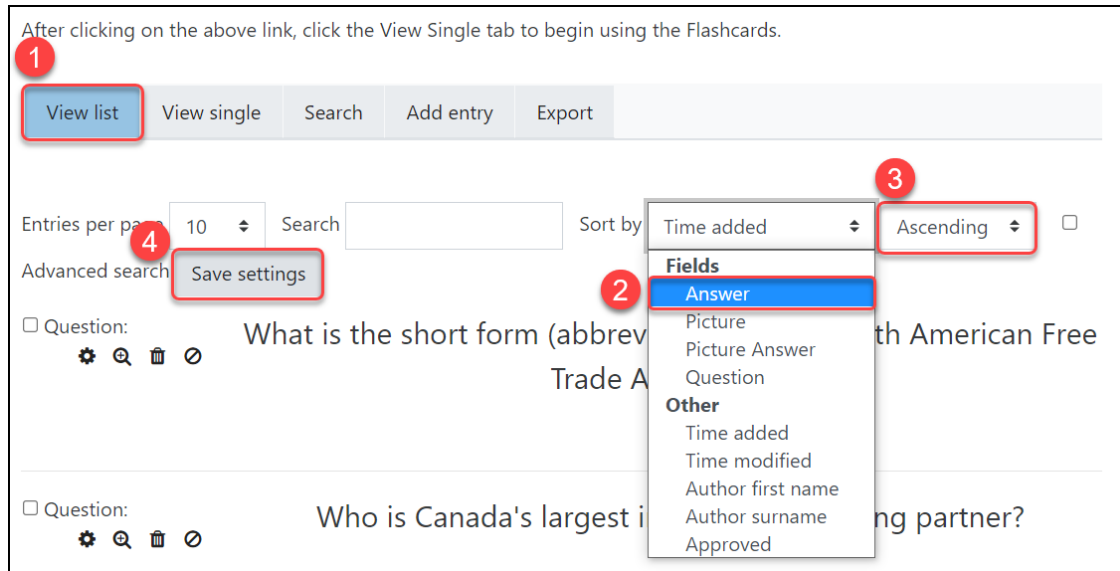 After clicking on the above link, click the View Single tab to begin using the Flashcards.
1
View list View single Search Add entry Export
3
Entries per page 10 Search Sort by Time added Ascending
4
Advanced search Save settings
Fields
2 Answer
Picture
Picture Answer
Question
Other
Time added
Time modified
Author first name
Author surname
Approved
Question: What is the short form (abbrev th American Free
Trade A
Question: Who is Canada's largest i ng partner?